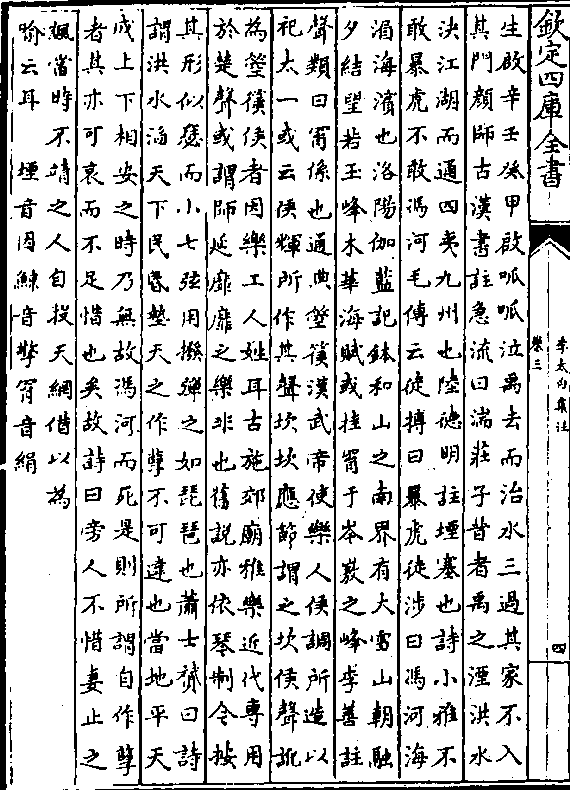 欽定四庫全書
李太白集注
卷三
四
生啟辛壬癸甲啟呱呱泣禹去而治水三過其家不入
其門顔師古漢書註急流曰湍莊子昔者禹之湮洪水
決江湖而通四夷九州也陸德明註堙塞也詩小雅不
敢暴虎不敢馮河毛傳云徒搏曰暴虎徒涉曰馮河海
湄海濱也洛陽伽藍記鉢和山之南界有大雪山朝融
夕結望若玉峰木華海賦或挂罥于岑𡼲之峰李善註
聲類曰罥係也通典箜篌漢武帝使樂人侯調所造以
祀太一或云侯輝所作其聲坎坎應節謂之坎侯聲訛
為箜篌侯者因樂工人姓耳古施郊廟雅樂近代專用
於楚聲或謂師延靡靡之樂非也舊說亦依琴制今按
其形似瑟而小七弦用撥彈之如琵琶也蕭士贇曰詩
謂洪水滔天下民昏墊天之作孽不可違也當地平天
成上下相安之時乃無故馮河而死是則所謂自作孽
者其亦可哀而不足惜也矣故詩曰旁人不惜妻止之
諷當時不靖之人自投天網借以為
喻云耳　堙音因鯨音擎罥音絹